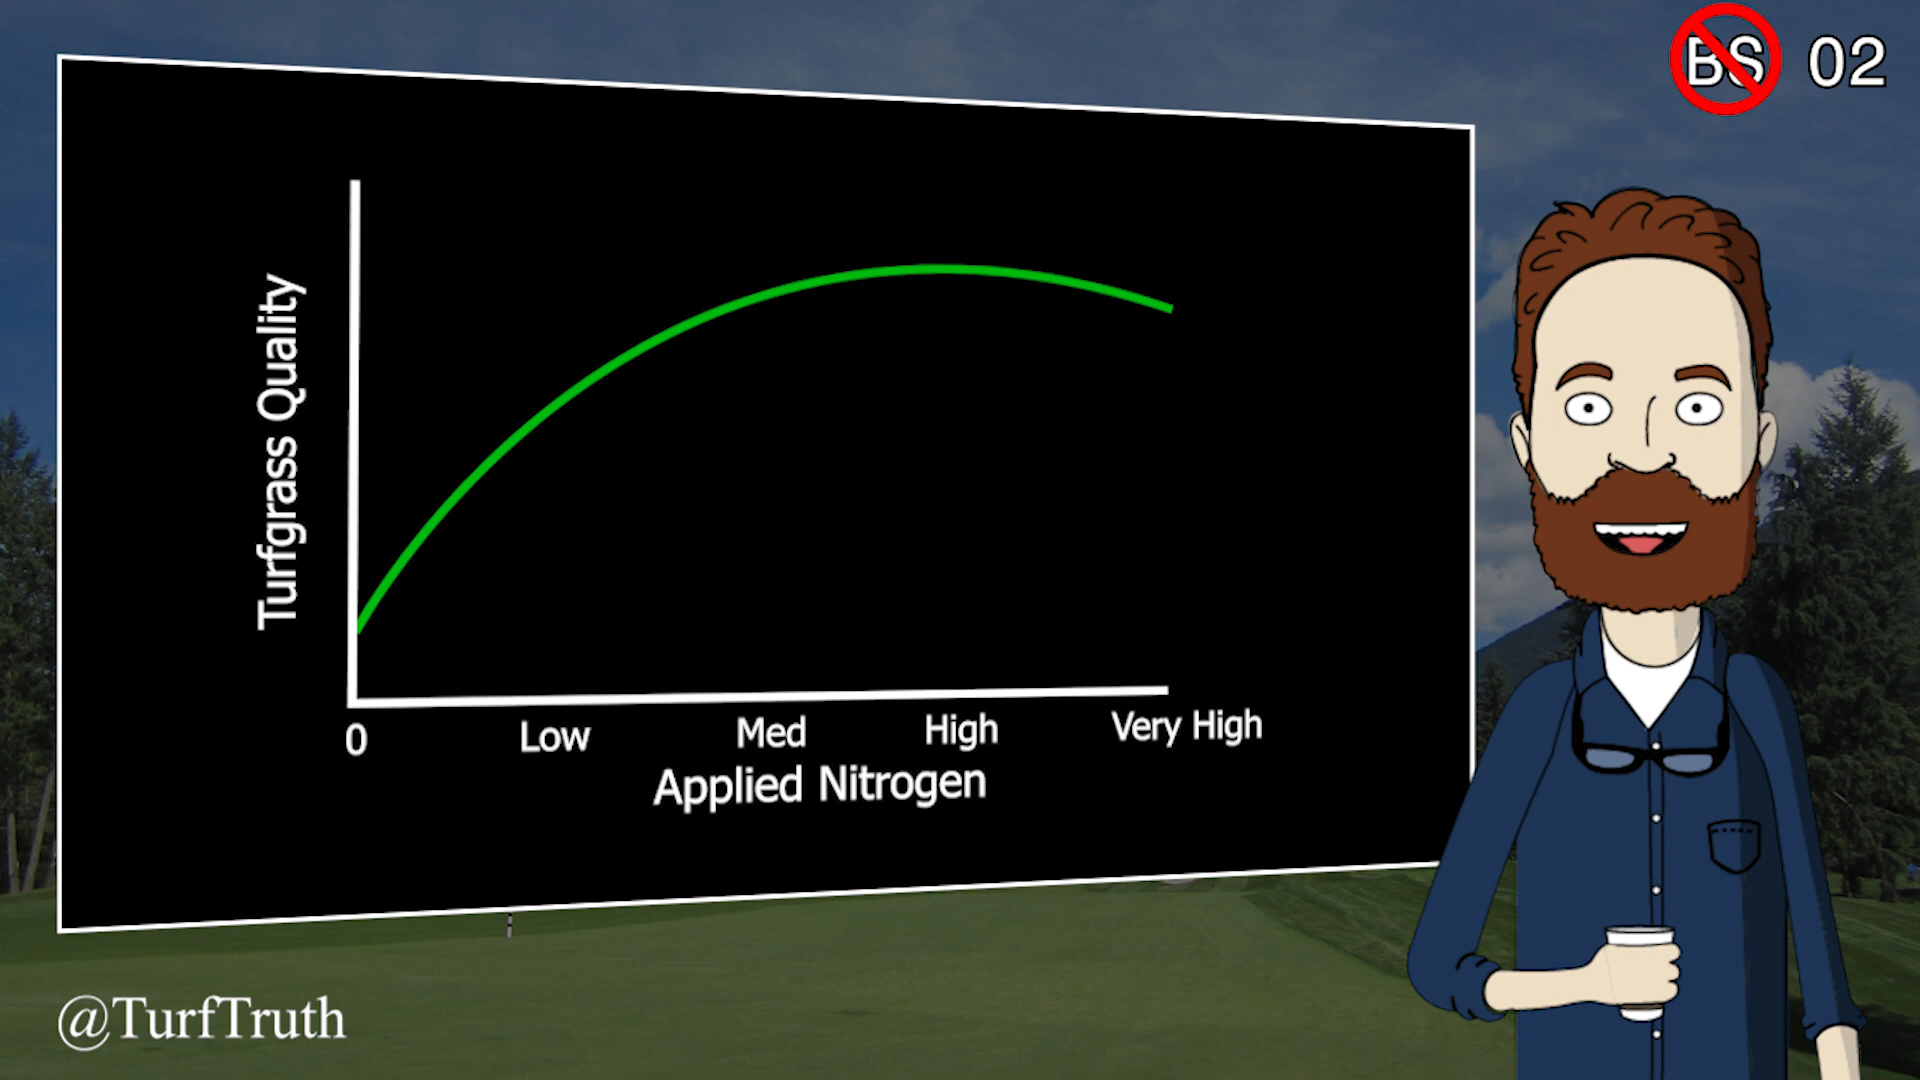 BS 02
Turfgrass Quality
0 Low Med High Very High
Applied Nitrogen
@TurfTruth